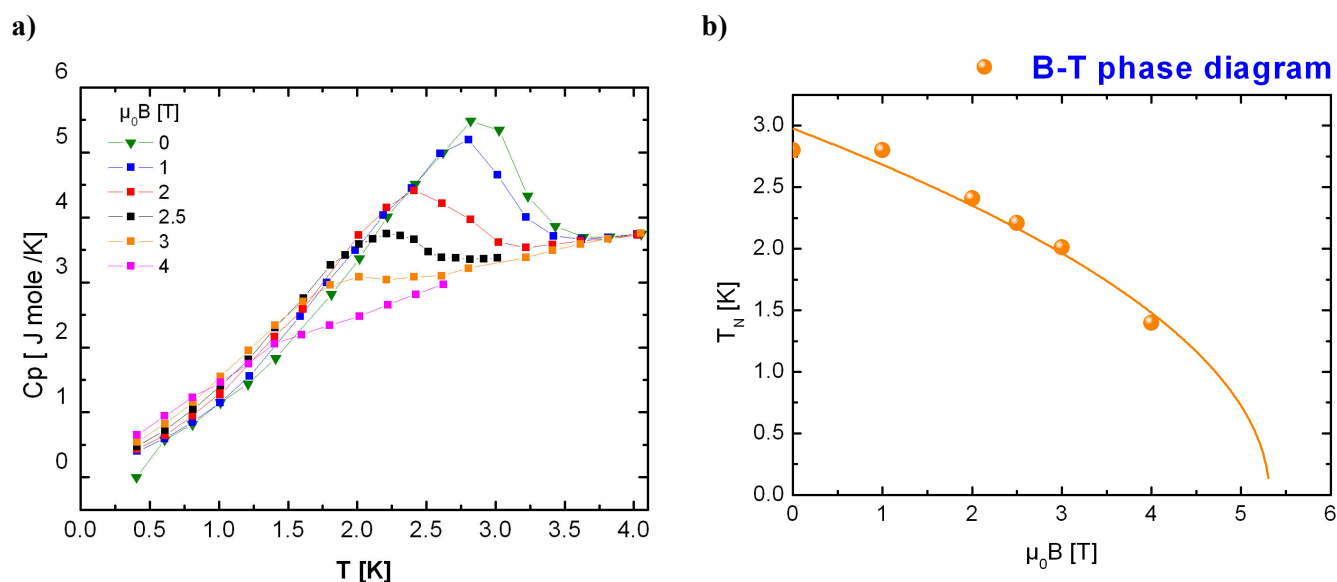 a)
6
5
4
3
2
1
0
Cp[ J mole /K]
µ₀B [T]
0
1
2
2.5
3
4
0.0 0.5 1.0 1.5 2.0 2.5 3.0 3.5 4.0
T [K]
b)
B-T phase diagram
3.0
2.5
2.0
1.5
1.0
0.5
0.0
T_N [K]
0 1 2 3 4 5 6
µ₀B [T]